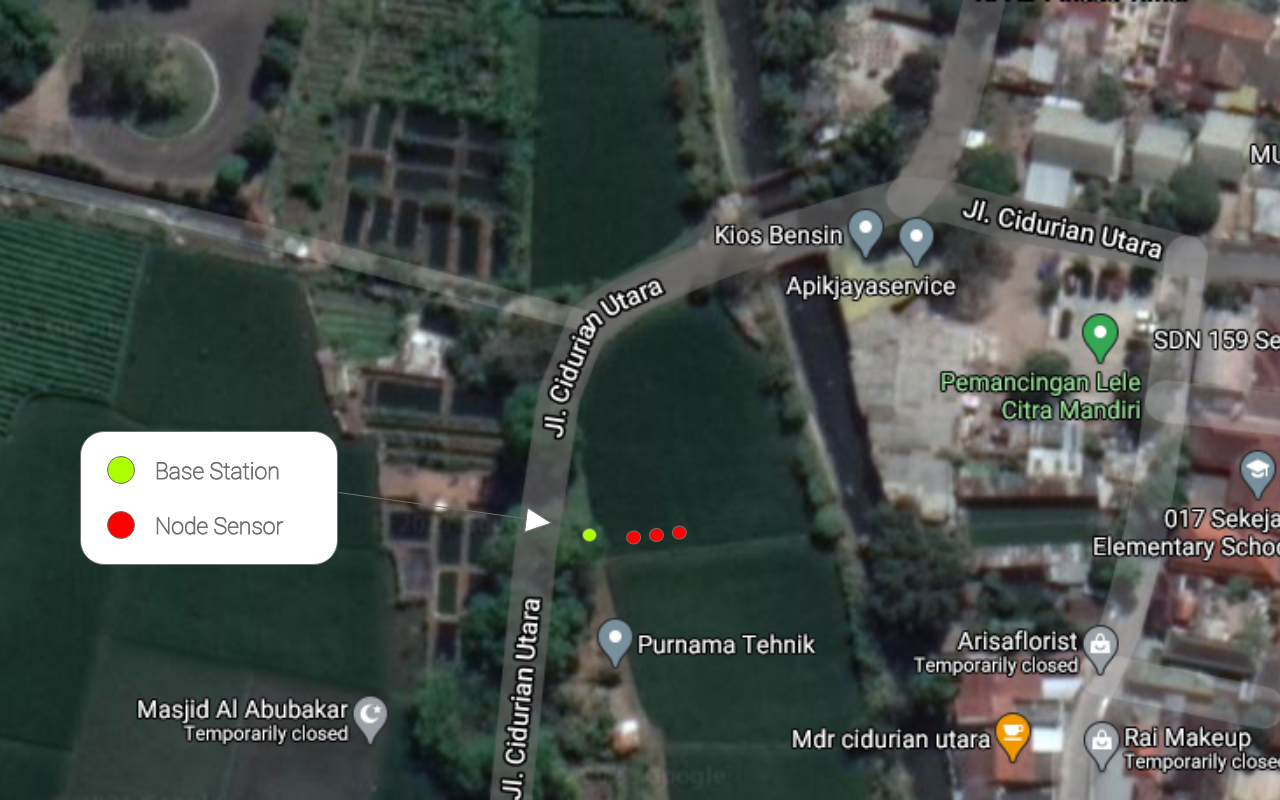 MU
Jl. Cidurian Utara
Kios Bensin
Apikjayaservice
Jl. Cidurian Utara
SDN 159 Se
Pemancingan Lele
Citra Mandiri
Base Station
Node Sensor
017 Sekeja
Elementary Schoo
Jl. Cidurian Utara
Purnama Tehnik
Arisaflorist
Temporarily closed
Masjid Al Abubakar
Temporarily closed
Mdr cidurian utara
Rai Makeup
Temporarily close
Google